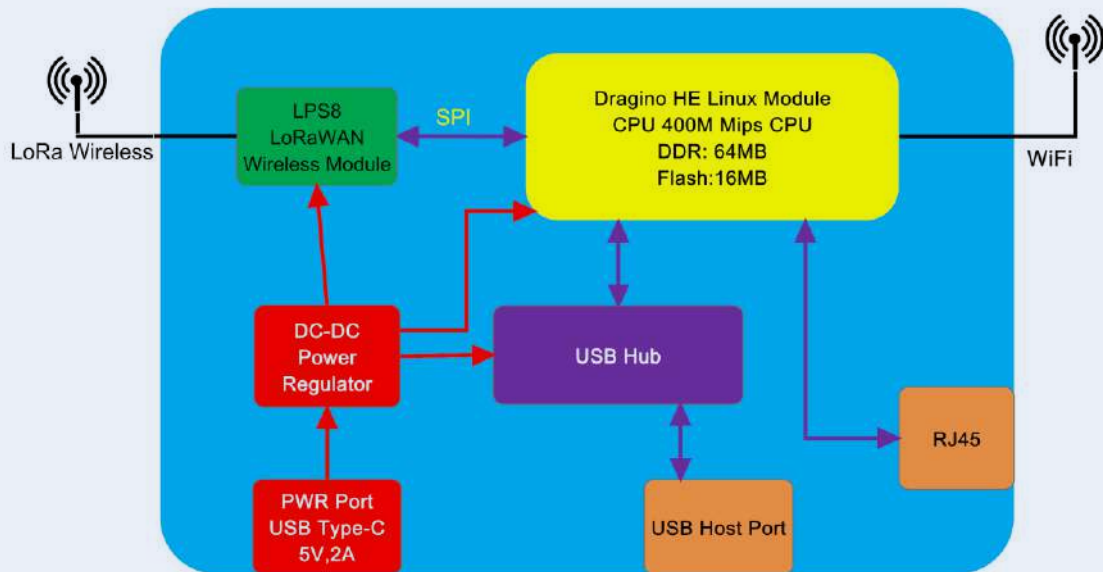 LoRa Wireless
LPS8
LoRaWAN
Wireless Module
SPI
Dragino HE Linux Module
CPU 400M Mips CPU
DDR: 64MB
Flash:16MB
WiFi
DC-DC
Power
Regulator
USB Hub
RJ45
PWR Port
USB Type-C
5V,2A
USB Host Port